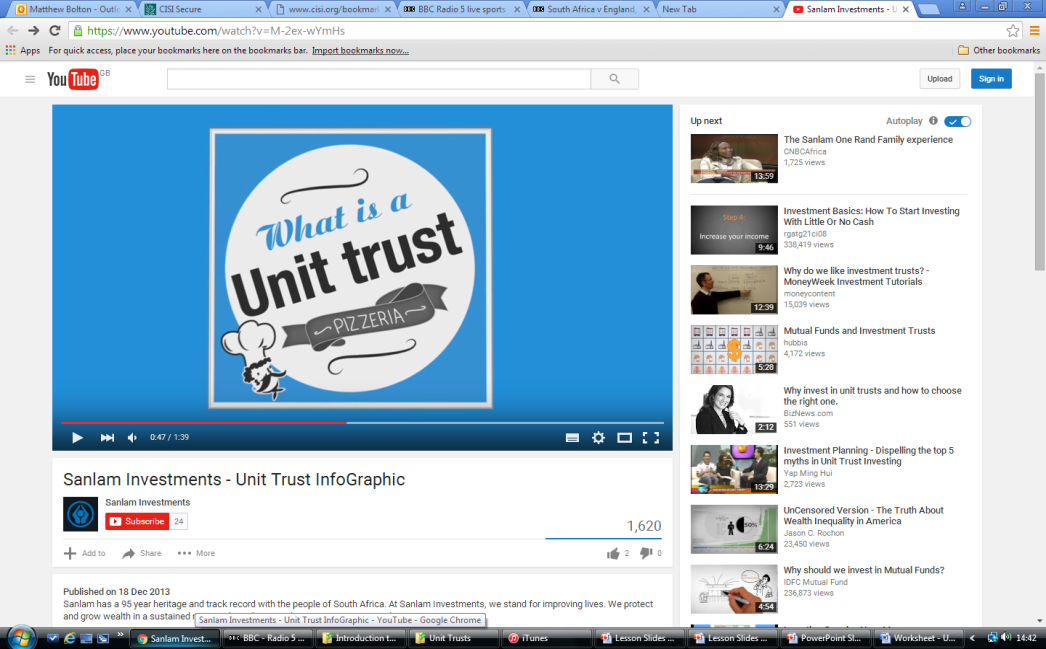 Matthew Bolton - Outlo
CISI Secure
www.cisi.org/bookmar
BBC Radio 5 live sports
South Africa v England,
New Tab
Sanlam Investments - U
https://www.youtube.com/watch?v=M-2ex-wYmHs
Apps
For quick access, place your bookmarks here on the bookmarks bar. Import bookmarks now...
Other bookmarks
YouTube GB
Upload
Sign in
What is a
Unit trust
PIZZERIA
0:47 / 1:39
Sanlam Investments - Unit Trust InfoGraphic
Sanlam Investments
Subscribe 24
1,620
Add to
Share
More
2
0
Published on 18 Dec 2013
Sanlam has a 95 year heritage and track record with the people of South Africa. At Sanlam Investments, we stand for improving lives. We protect
and grow wealth in a sustained
Sanlam Investments - Unit Trust InfoGraphic - YouTube - Google Chrome
Up next
Autoplay
The Sanlam One Rand Family experience
CNBCAfrica
1,725 views
13:59
Step 4:
Increase your income
9:46
Investment Basics: How To Start Investing
With Little Or No Cash
rgatg21ci08
338,419 views
12:39
Why do we like investment trusts? -
MoneyWeek Investment Tutorials
moneycontent
15,039 views
5:28
Mutual Funds and Investment Trusts
hubbis
4,172 views
2:12
Why invest in unit trusts and how to choose
the right one.
BizNews.com
551 views
13:29
Investment Planning - Dispelling the top 5
myths in Unit Trust Investing
Yap Ming Hui
2,723 views
50%
6:24
UnCensored Version - The Truth About
Wealth Inequality in America
Jason C. Rochon
23,450 views
4:54
Why should we invest in Mutual Funds?
IDFC Mutual Fund
236,873 views
Sanlam Invest...
BBC - Radio 5 ...
Introduction t...
Unit Trusts
iTunes
Lesson Slides ...
Lesson Slides ...
PowerPoint Sl...
Worksheet - U...
14:42